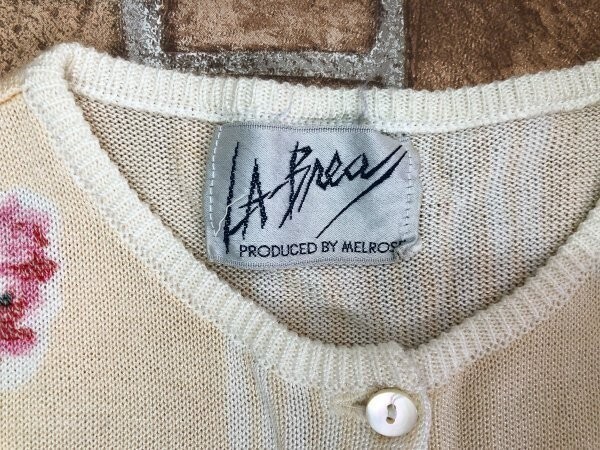 LA Brea
PRODUCED BY MELROSE